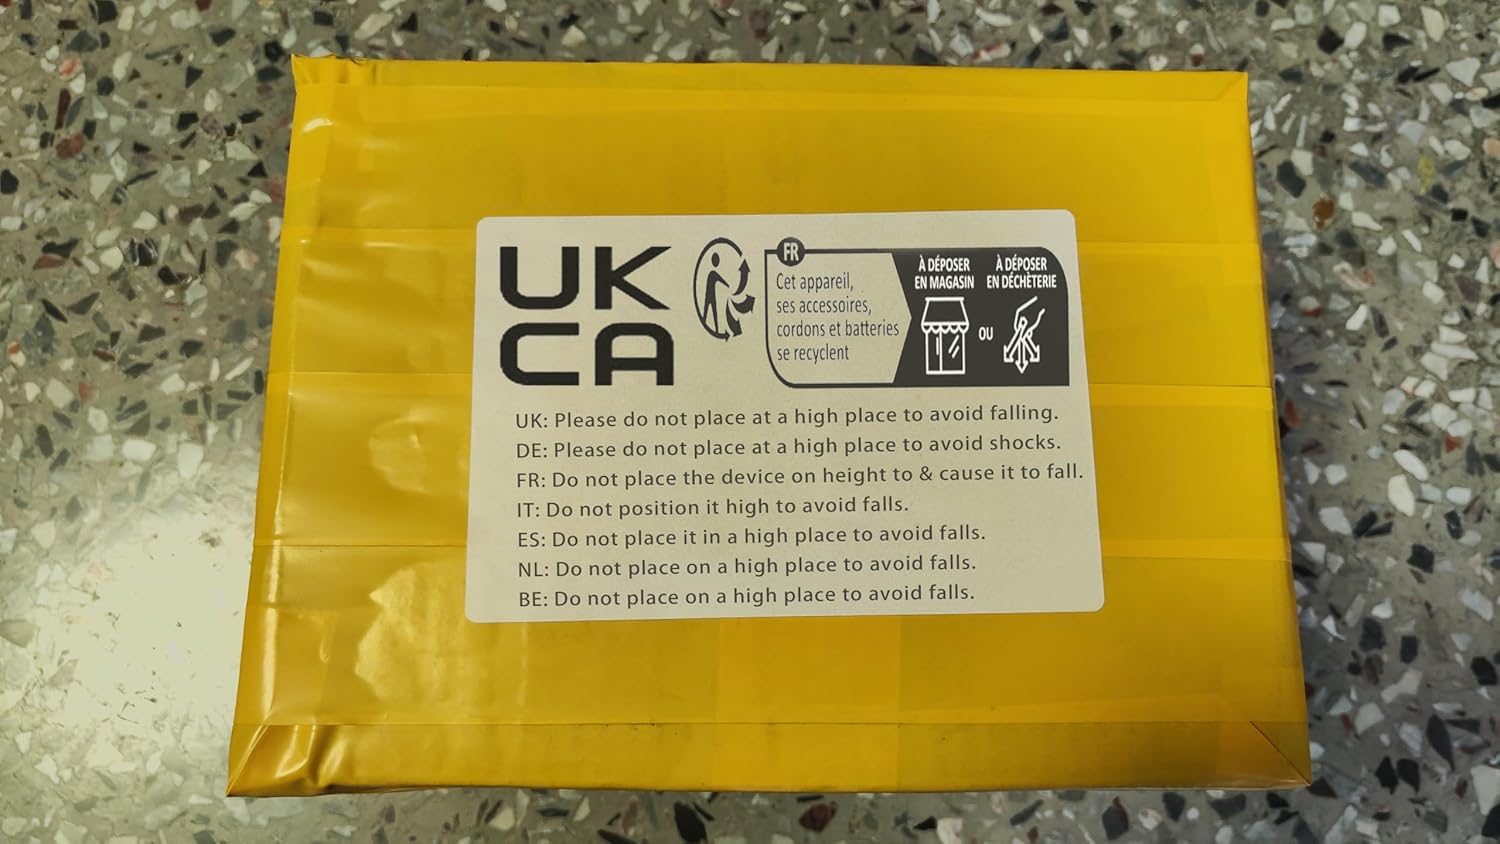 UK
CA
FR
Cet appareil,
ses accessoires,
cordons et batteries
se recyclent
À DÉPOSER
EN MAGASIN
OU
À DÉPOSER
EN DÉCHÈTERIE
UK: Please do not place at a high place to avoid falling.
DE: Please do not place at a high place to avoid shocks.
FR: Do not place the device on height to & cause it to fall.
IT: Do not position it high to avoid falls.
ES: Do not place it in a high place to avoid falls.
NL: Do not place on a high place to avoid falls.
BE: Do not place on a high place to avoid falls.